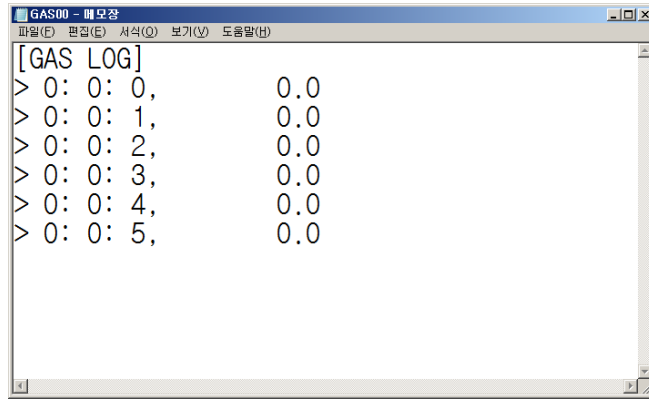 GAS00 - 메모장
파일(F) 편집(E) 서식(O) 보기(V) 도움말(H)
[GAS LOG]
> 0: 0: 0, 0.0
> 0: 0: 1, 0.0
> 0: 0: 2, 0.0
> 0: 0: 3, 0.0
> 0: 0: 4, 0.0
> 0: 0: 5, 0.0